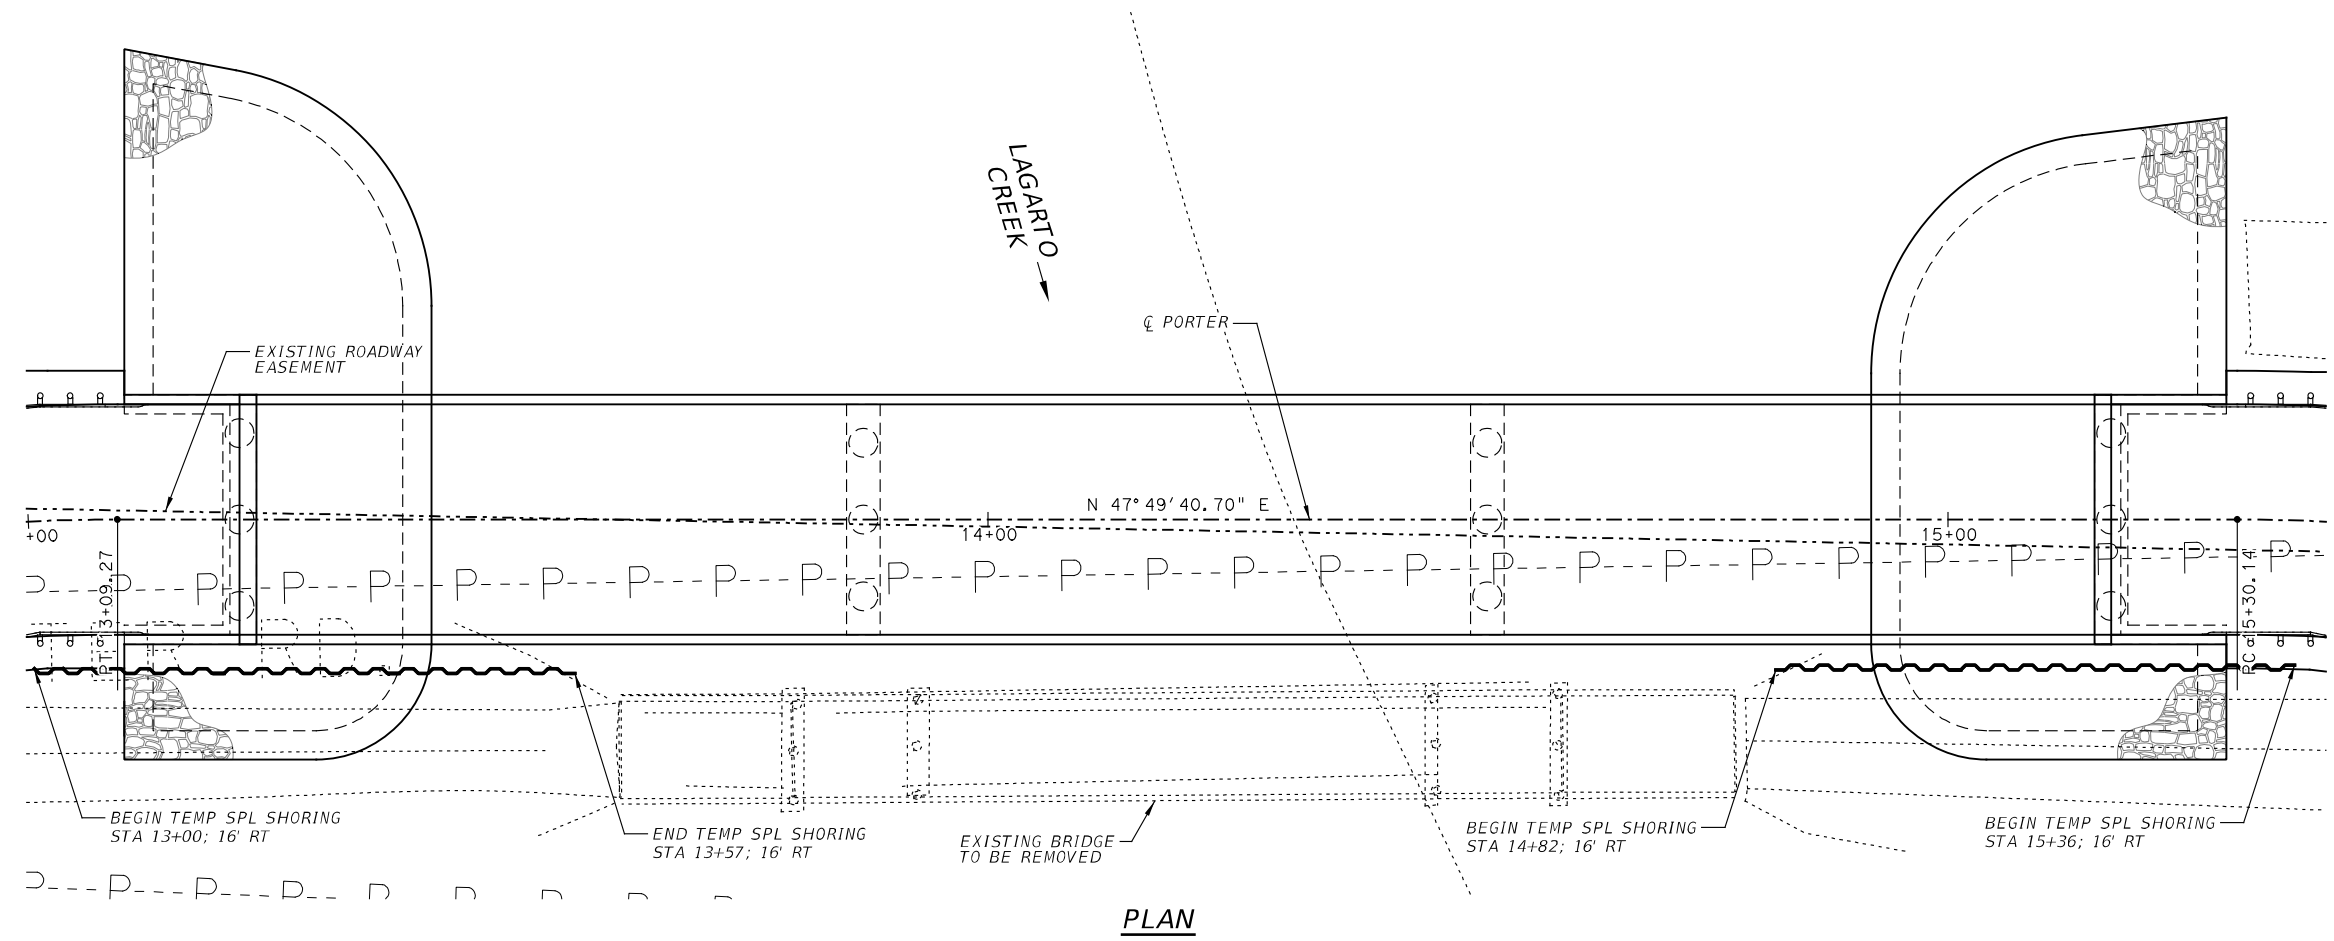 LAGARTO
CREEK
℄ PORTER
EXISTING ROADWAY
EASEMENT
N 47° 49' 40.70" E
+00
14+00
15+00
P P P P P P P P P P P P P P P P P P P P P P P P P P P
PT 13+09.27
PC 15+30.14
BEGIN TEMP SPL SHORING
STA 13+00; 16' RT
END TEMP SPL SHORING
STA 13+57; 16' RT
EXISTING BRIDGE
TO BE REMOVED
BEGIN TEMP SPL SHORING
STA 14+82; 16' RT
BEGIN TEMP SPL SHORING
STA 15+36; 16' RT
P P P P P P P P P
PLAN